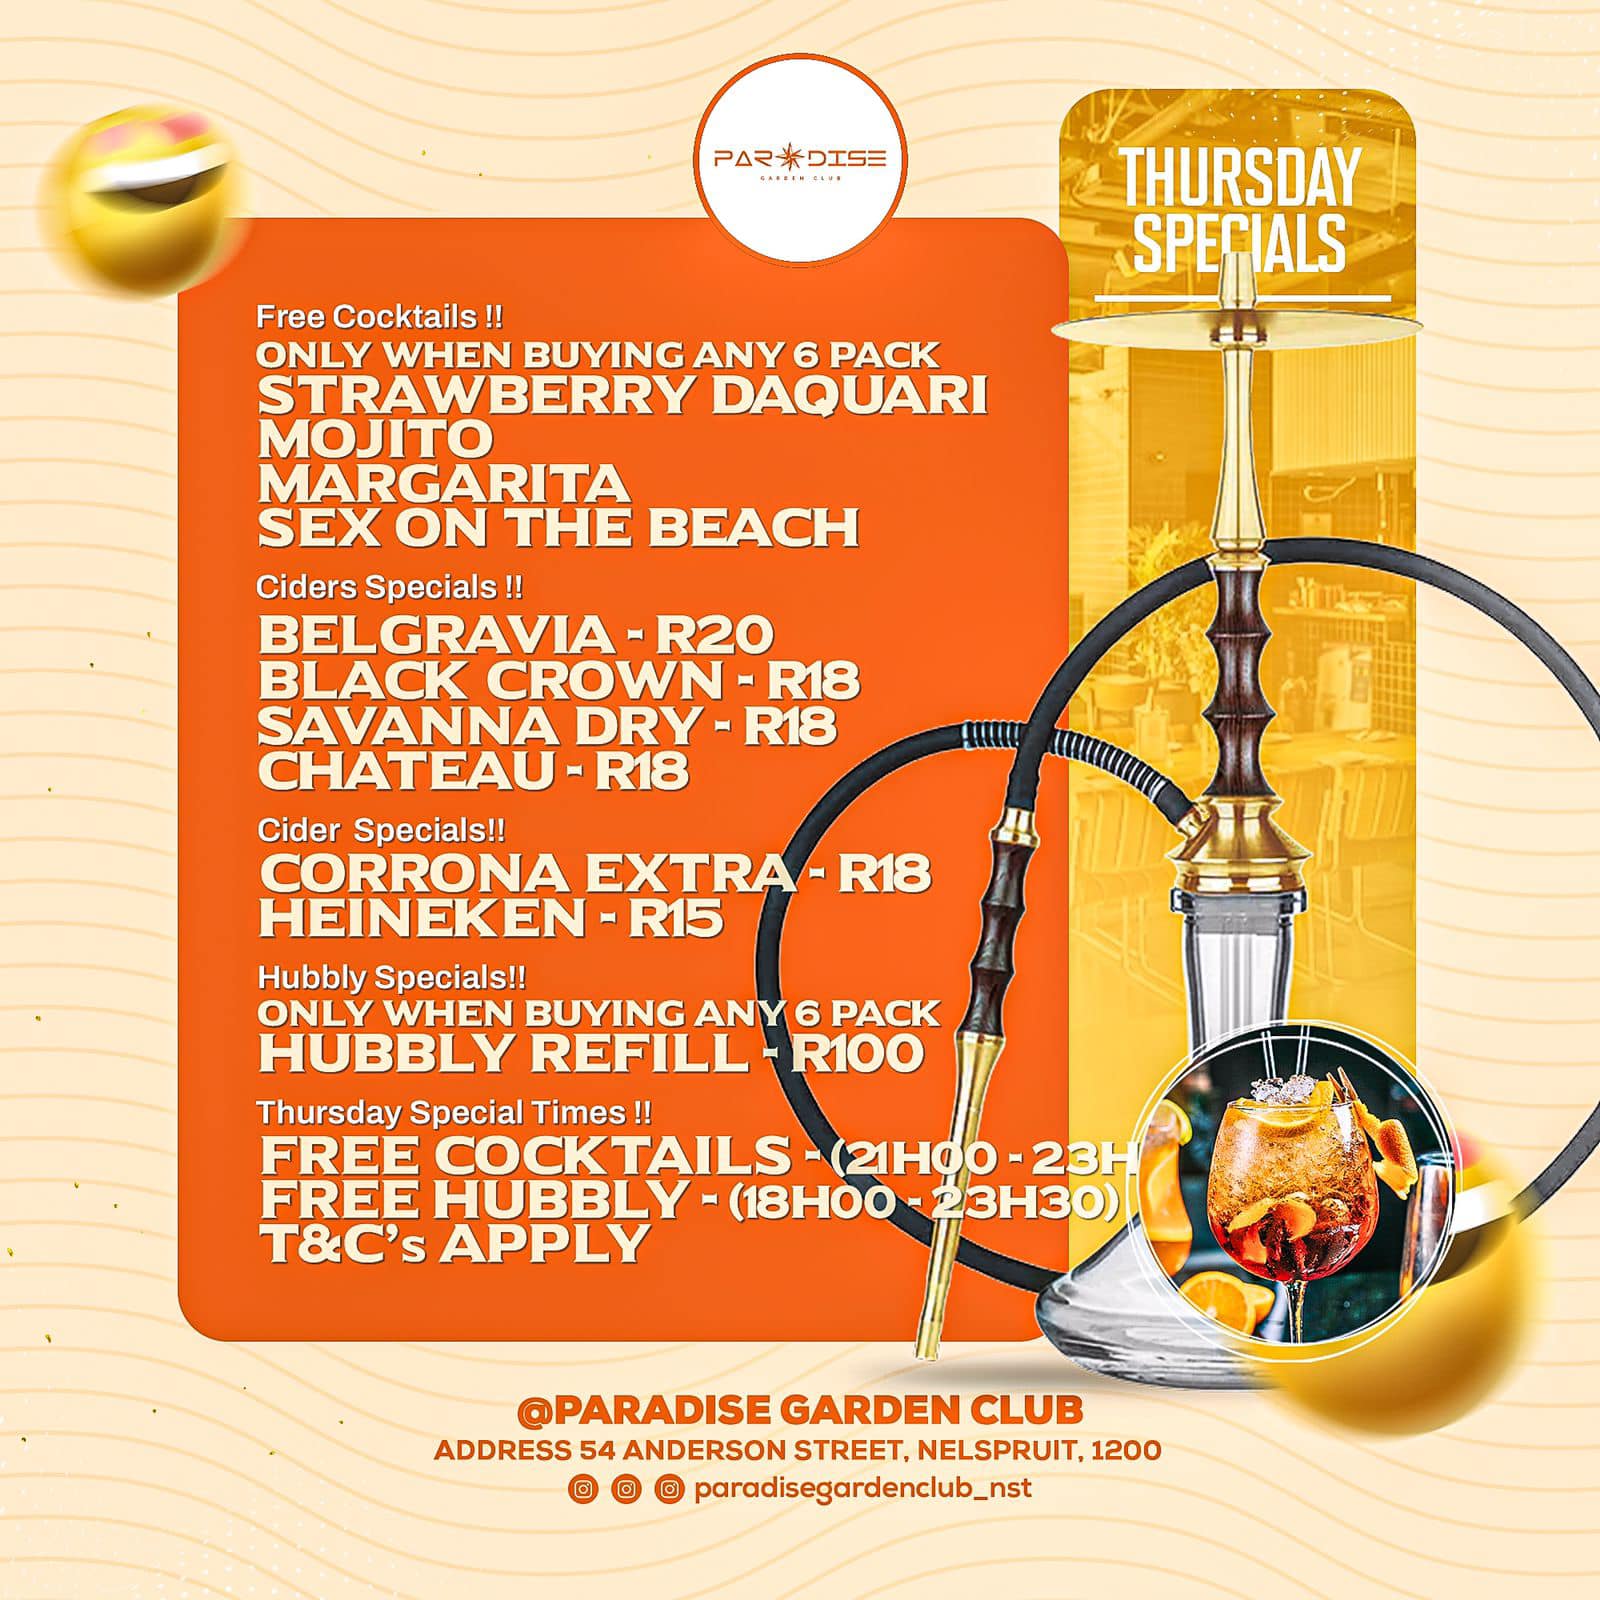 PARADISE
GARDEN CLUB
THURSDAY
SPECIALS
Free Cocktails !!
ONLY WHEN BUYING ANY 6 PACK
STRAWBERRY DAQUARI
MOJITO
MARGARITA
SEX ON THE BEACH
Ciders Specials !!
BELGRAVIA - R20
BLACK CROWN - R18
SAVANNA DRY - R18
CHATEAU - R18
Cider Specials!!
CORRONA EXTRA - R18
HEINEKEN - R15
Hubbly Specials!!
ONLY WHEN BUYING ANY 6 PACK
HUBBLY REFILL - R100
Thursday Special Times !!
FREE COCKTAILS - (21H00 - 23H
FREE HUBBLY - (18H00 - 23H30)
T&C's APPLY
@PARADISE GARDEN CLUB
ADDRESS 54 ANDERSON STREET, NELSPRUIT, 1200
paradisegardenclub_nst